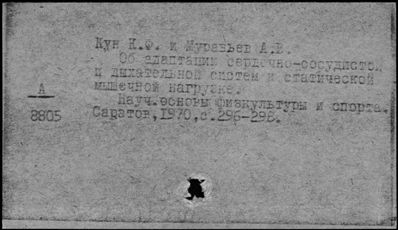 Кун К.Ф. и Муравьев А.В.
Об адаптации сердечно-сосудистой
и дыхательной систем и статической
мышечной нагрузке.
Науч.основы физкультуры и спорта.
Саратов,1970,с.296-298.
А
8805